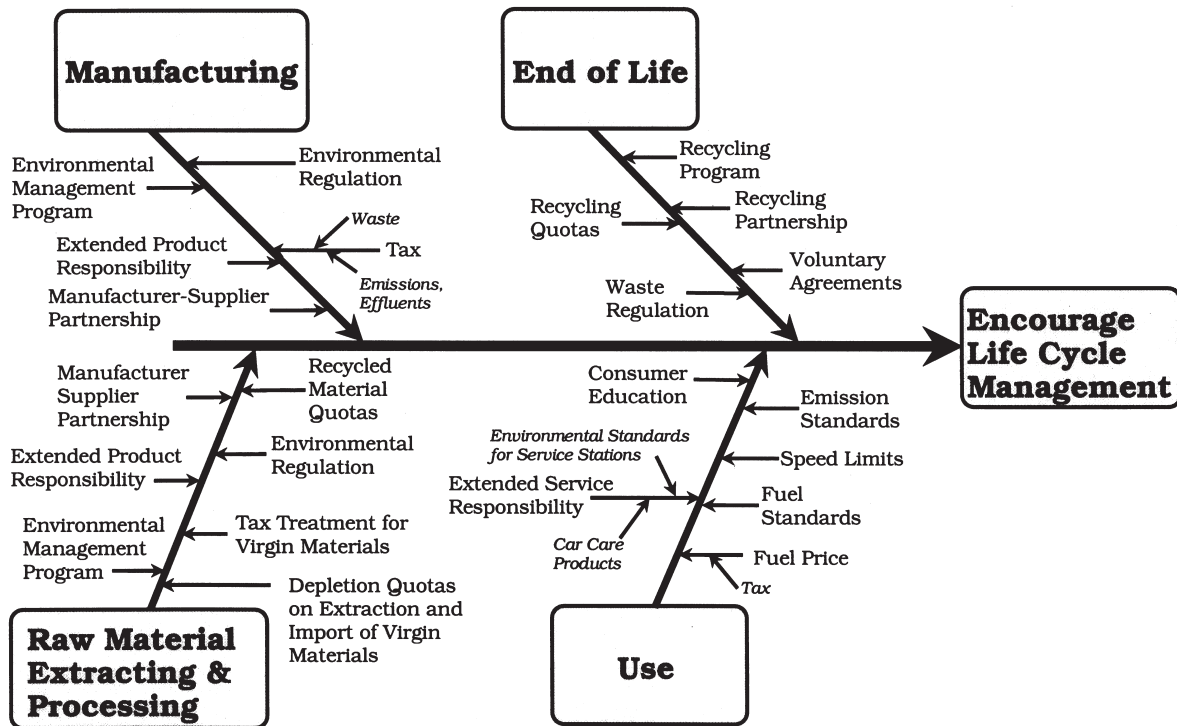 Manufacturing
Environmental
Management
Program
Environmental
Regulation
Waste
Extended Product
Responsibility
Tax
Emissions,
Effluents
Manufacturer-Supplier
Partnership
End of Life
Recycling
Program
Recycling
Quotas
Recycling
Partnership
Voluntary
Agreements
Waste
Regulation
Encourage
Life Cycle
Management
Manufacturer
Supplier
Partnership
Recycled
Material
Quotas
Extended Product
Responsibility
Environmental
Regulation
Environmental
Management
Program
Tax Treatment for
Virgin Materials
Depletion Quotas
on Extraction and
Import of Virgin
Materials
Raw Material
Extracting &
Processing
Consumer
Education
Emission
Standards
Environmental Standards
for Service Stations
Speed Limits
Extended Service
Responsibility
Fuel
Standards
Car Care
Products
Fuel Price
Tax
Use